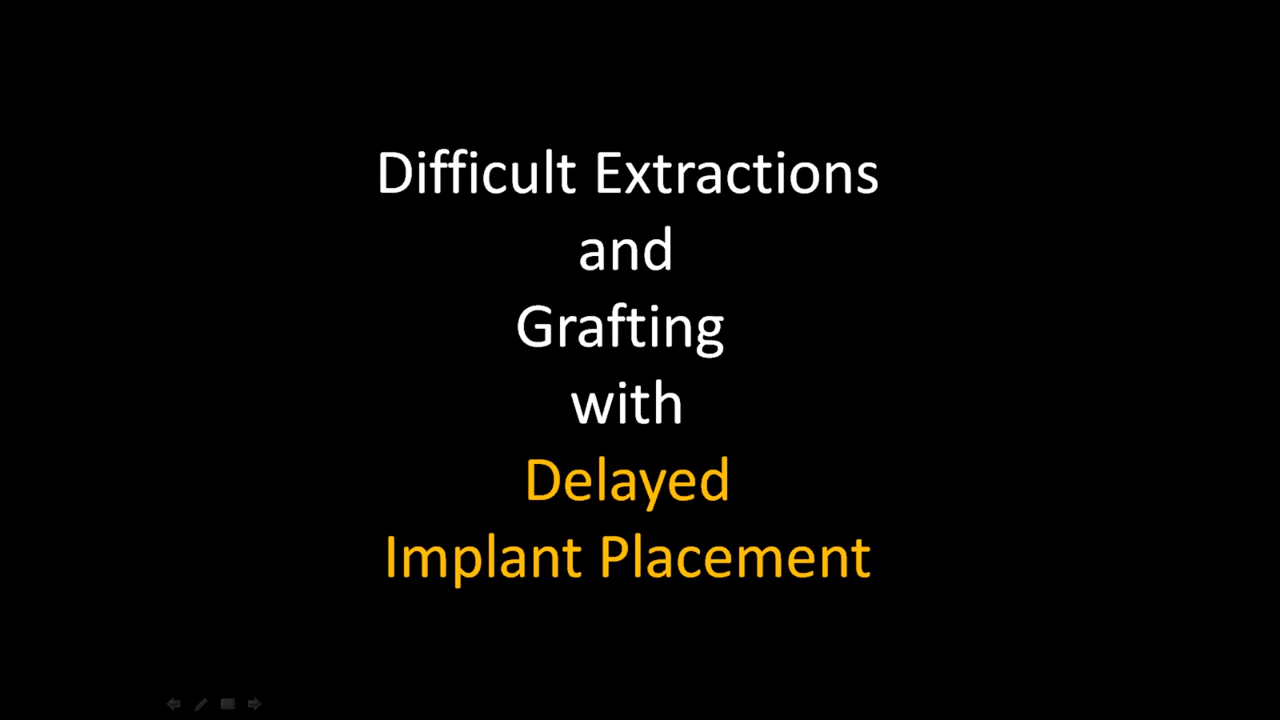 Difficult Extractions
and
Grafting
with
Delayed
Implant Placement